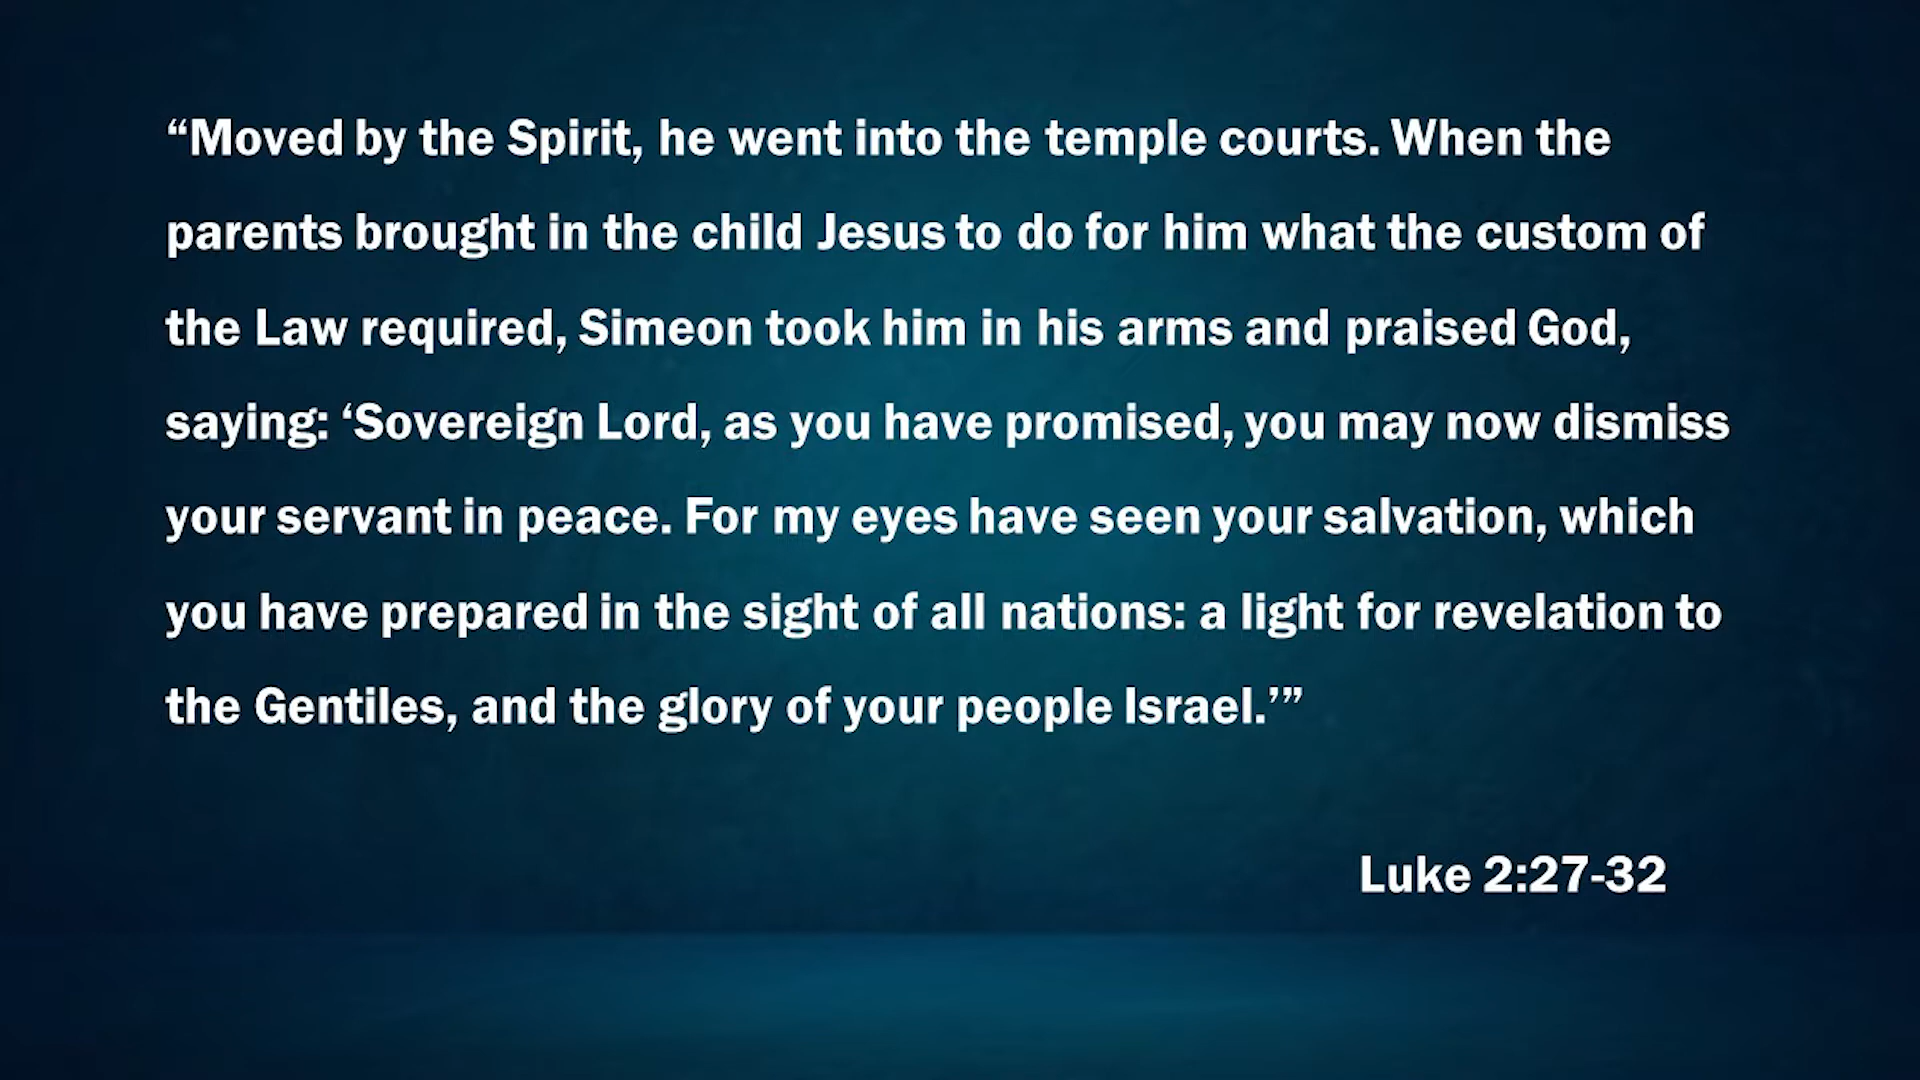 “Moved by the Spirit, he went into the temple courts. When the
parents brought in the child Jesus to do for him what the custom of
the Law required, Simeon took him in his arms and praised God,
saying: ‘Sovereign Lord, as you have promised, you may now dismiss
your servant in peace. For my eyes have seen your salvation, which
you have prepared in the sight of all nations: a light for revelation to
the Gentiles, and the glory of your people Israel.’”
Luke 2:27-32